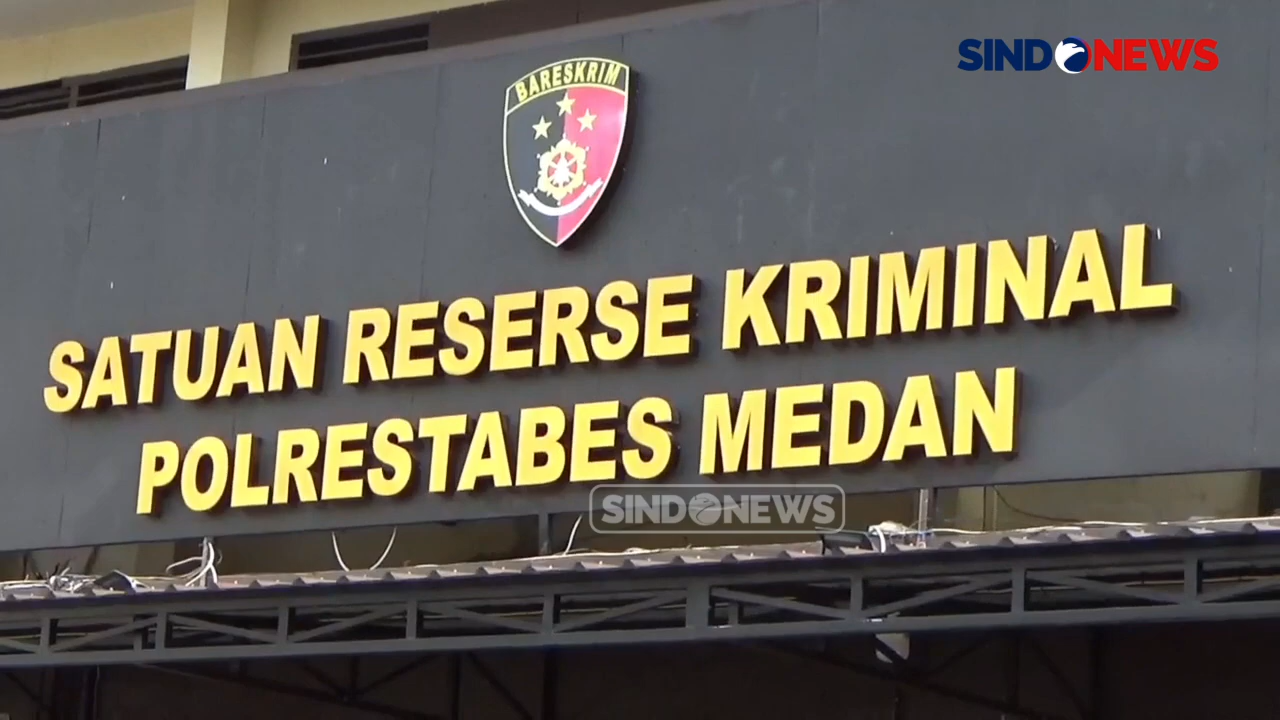 SINDONEWS
BARESKRIM
SATUAN RESERSE KRIMINAL
POLRESTABES MEDAN
SINDONEWS